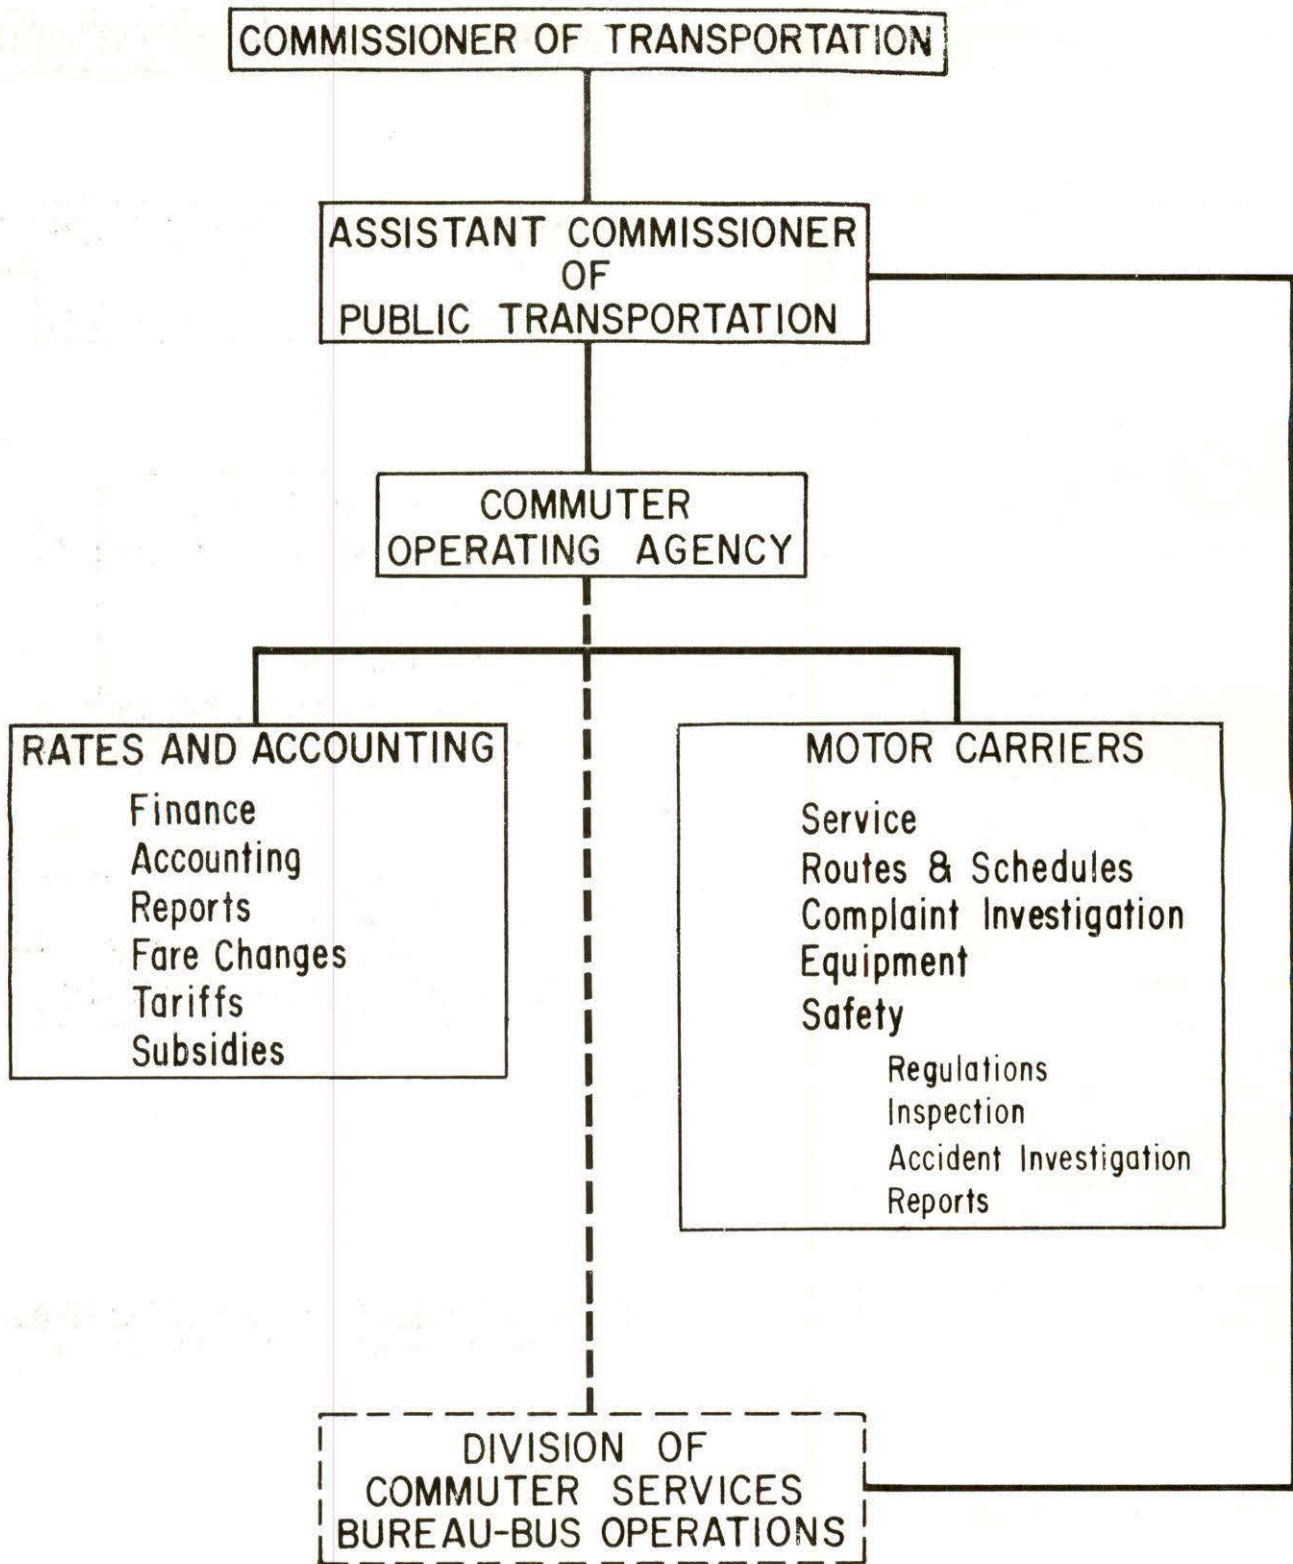 COMMISSIONER OF TRANSPORTATION
ASSISTANT COMMISSIONER
OF
PUBLIC TRANSPORTATION
COMMUTER
OPERATING AGENCY
RATES AND ACCOUNTING
Finance
Accounting
Reports
Fare Changes
Tariffs
Subsidies
MOTOR CARRIERS
Service
Routes & Schedules
Complaint Investigation
Equipment
Safety
Regulations
Inspection
Accident Investigation
Reports
DIVISION OF
COMMUTER SERVICES
BUREAU-BUS OPERATIONS